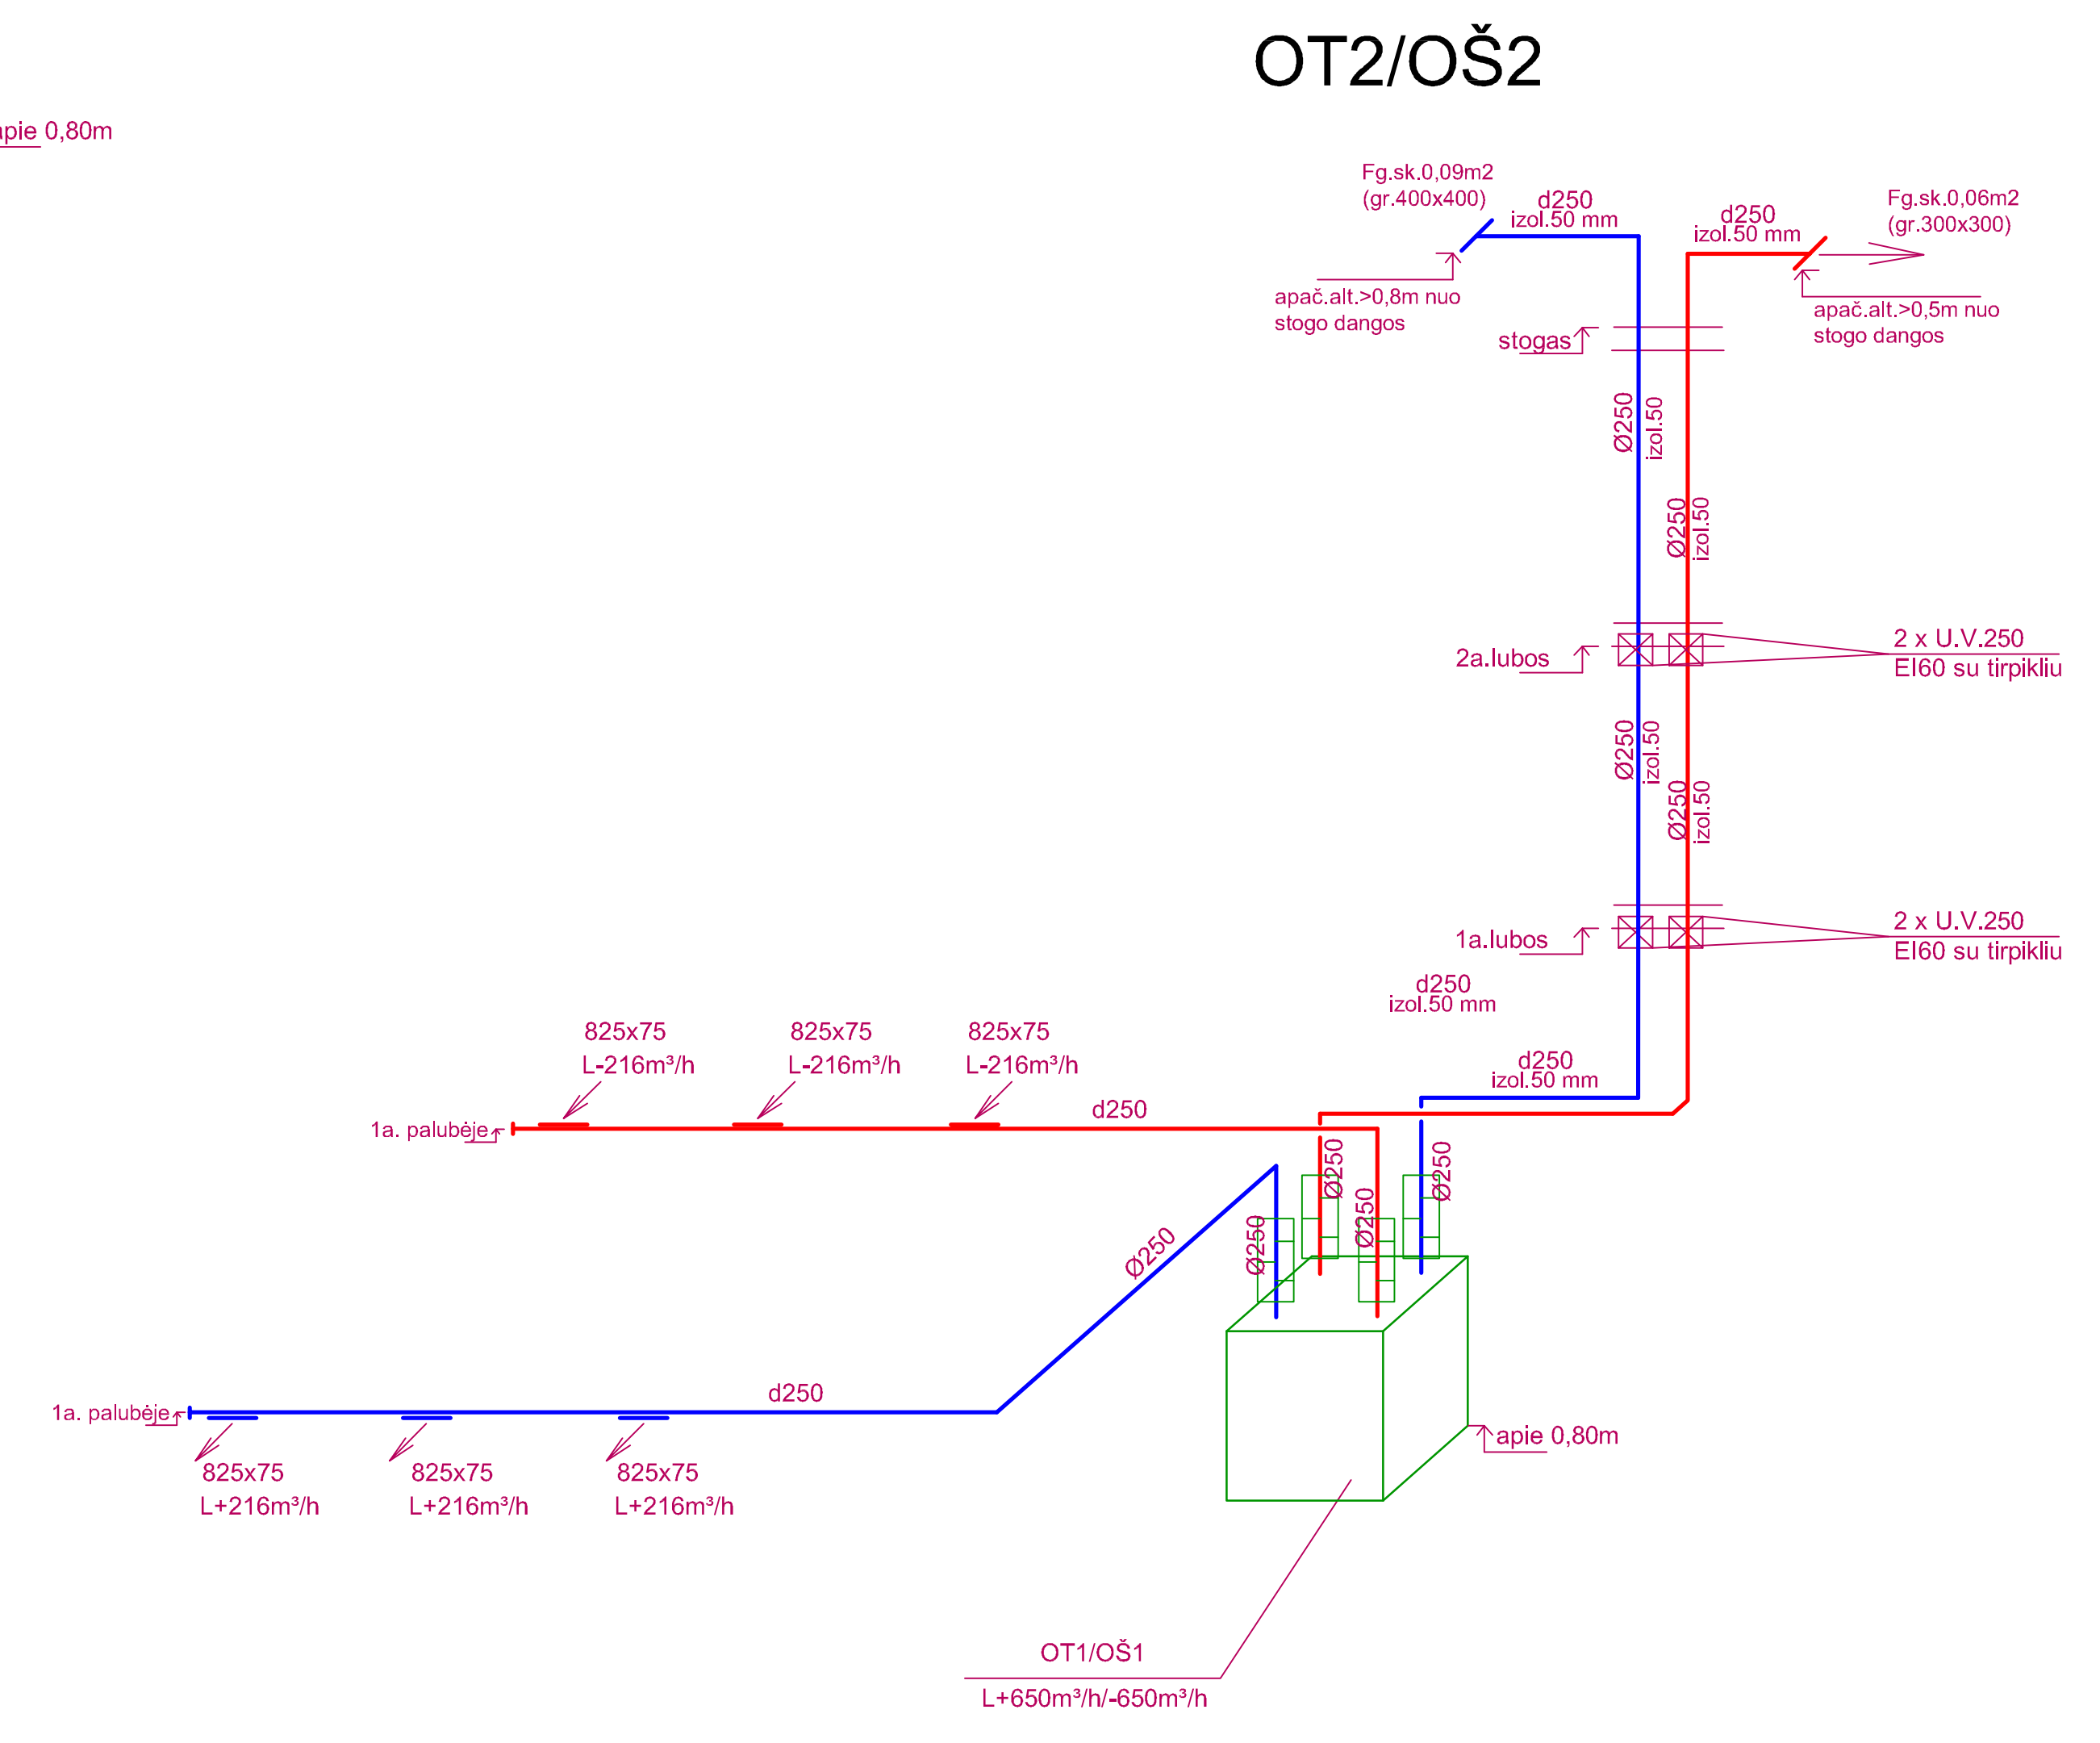 OT2/OŠ2
apie 0,80m
Fg.sk.0,09m2
(gr.400x400)
d250
izol.50 mm
d250
izol.50 mm
Fg.sk.0,06m2
(gr.300x300)
apač.alt.>0,8m nuo
stogo dangos
apač.alt.>0,5m nuo
stogo dangos
stogas
Ø250
izol.50
Ø250
izol.50
2a.lubos
2 x U.V.250
EI60 su tirpikliu
Ø250
izol.50
Ø250
izol.50
1a.lubos
2 x U.V.250
EI60 su tirpikliu
d250
izol.50 mm
d250
izol.50 mm
825x75
L-216m³/h
825x75
L-216m³/h
825x75
L-216m³/h
d250
1a. palubėje
Ø250
Ø250
Ø250
Ø250
Ø250
d250
1a. palubėje
825x75
L+216m³/h
825x75
L+216m³/h
825x75
L+216m³/h
apie 0,80m
OT1/OŠ1
L+650m³/h/-650m³/h